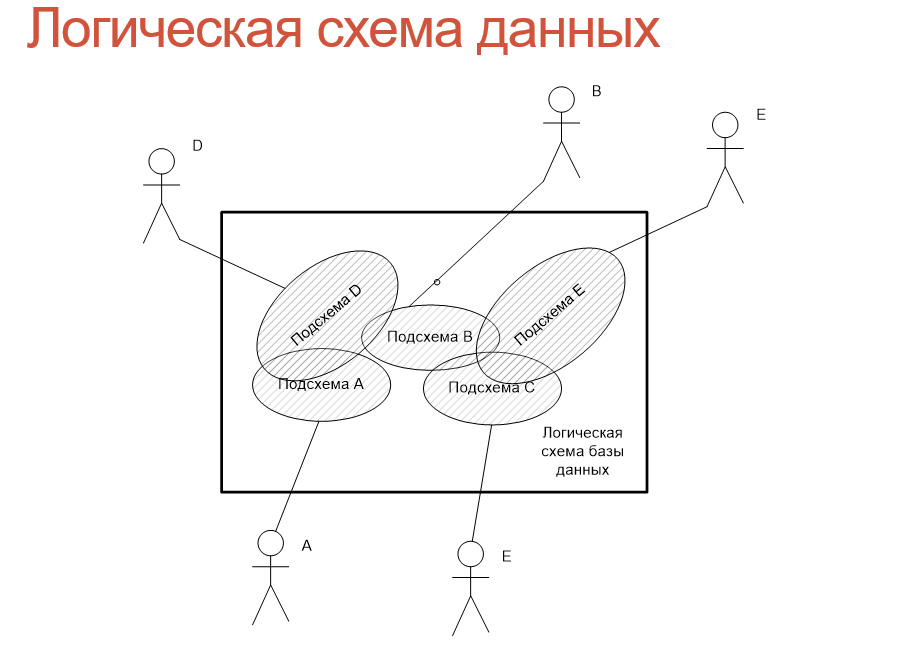 Логическая схема данных
B
E
D
Подсхема D
Подсхема E
Подсхема B
Подсхема A
Подсхема C
Логическая
схема базы
данных
A
E